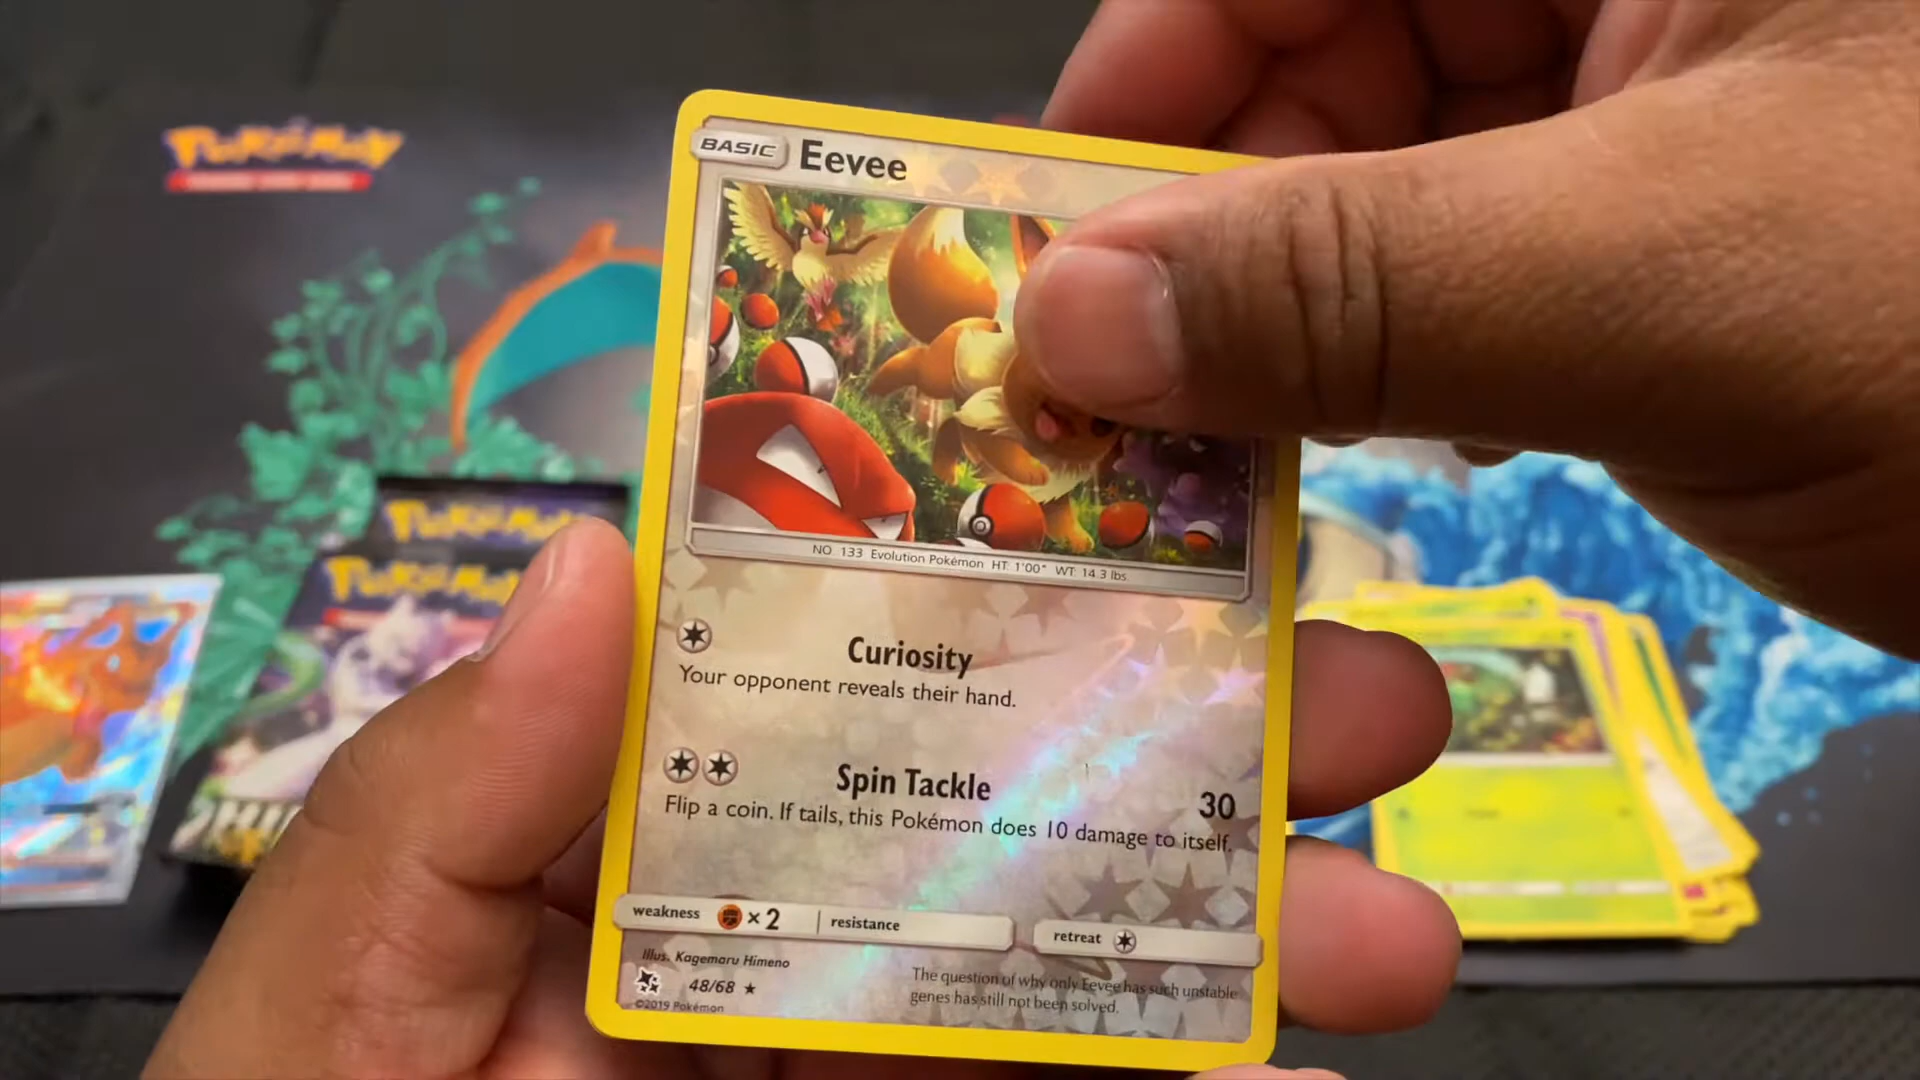 Pokémon
BASIC Eevee
NO 133 Evolution Pokémon HT: 1'00" WT: 14.3 lbs.
Curiosity
Your opponent reveals their hand.
Spin Tackle 30
Flip a coin. If tails, this Pokémon does 10 damage to itself.
weakness ×2 resistance retreat
Illus. Kagemaru Himeno
48/68
©2019 Pokémon
The question of why only Eevee has such unstable
genes has still not been solved.
Pokémon
Pokémon